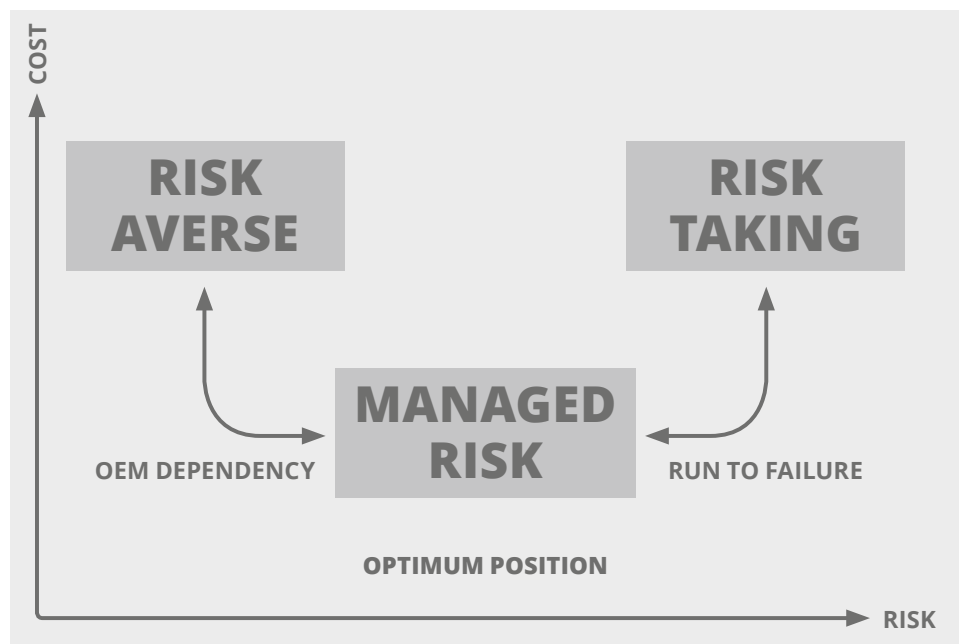 COST
RISK
AVERSE
RISK
TAKING
MANAGED
RISK
OEM DEPENDENCY
RUN TO FAILURE
OPTIMUM POSITION
RISK